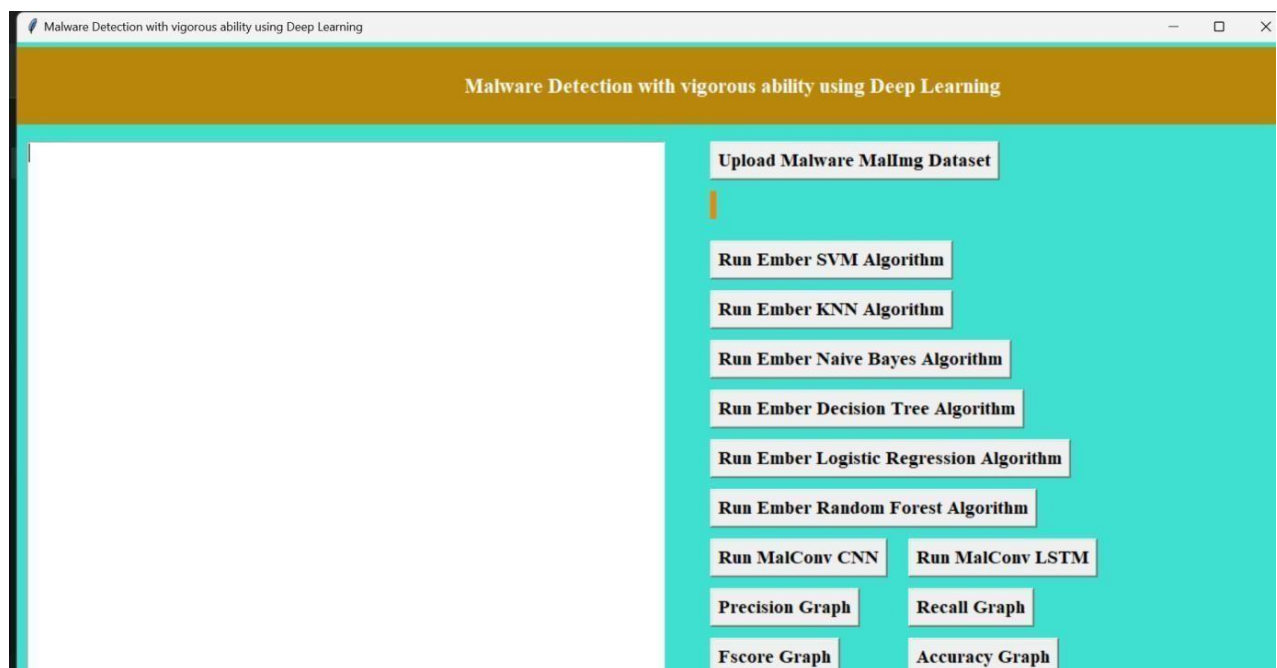 Malware Detection with vigorous ability using Deep Learning
Malware Detection with vigorous ability using Deep Learning
Upload Malware MalImg Dataset
Run Ember SVM Algorithm
Run Ember KNN Algorithm
Run Ember Naive Bayes Algorithm
Run Ember Decision Tree Algorithm
Run Ember Logistic Regression Algorithm
Run Ember Random Forest Algorithm
Run MalConv CNN Run MalConv LSTM
Precision Graph Recall Graph
Fscore Graph Accuracy Graph